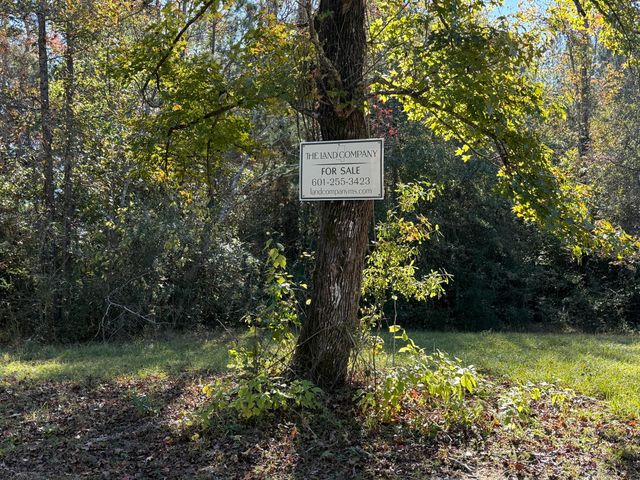 THE LAND COMPANY
FOR SALE
601-255-3423
landcompanyms.com